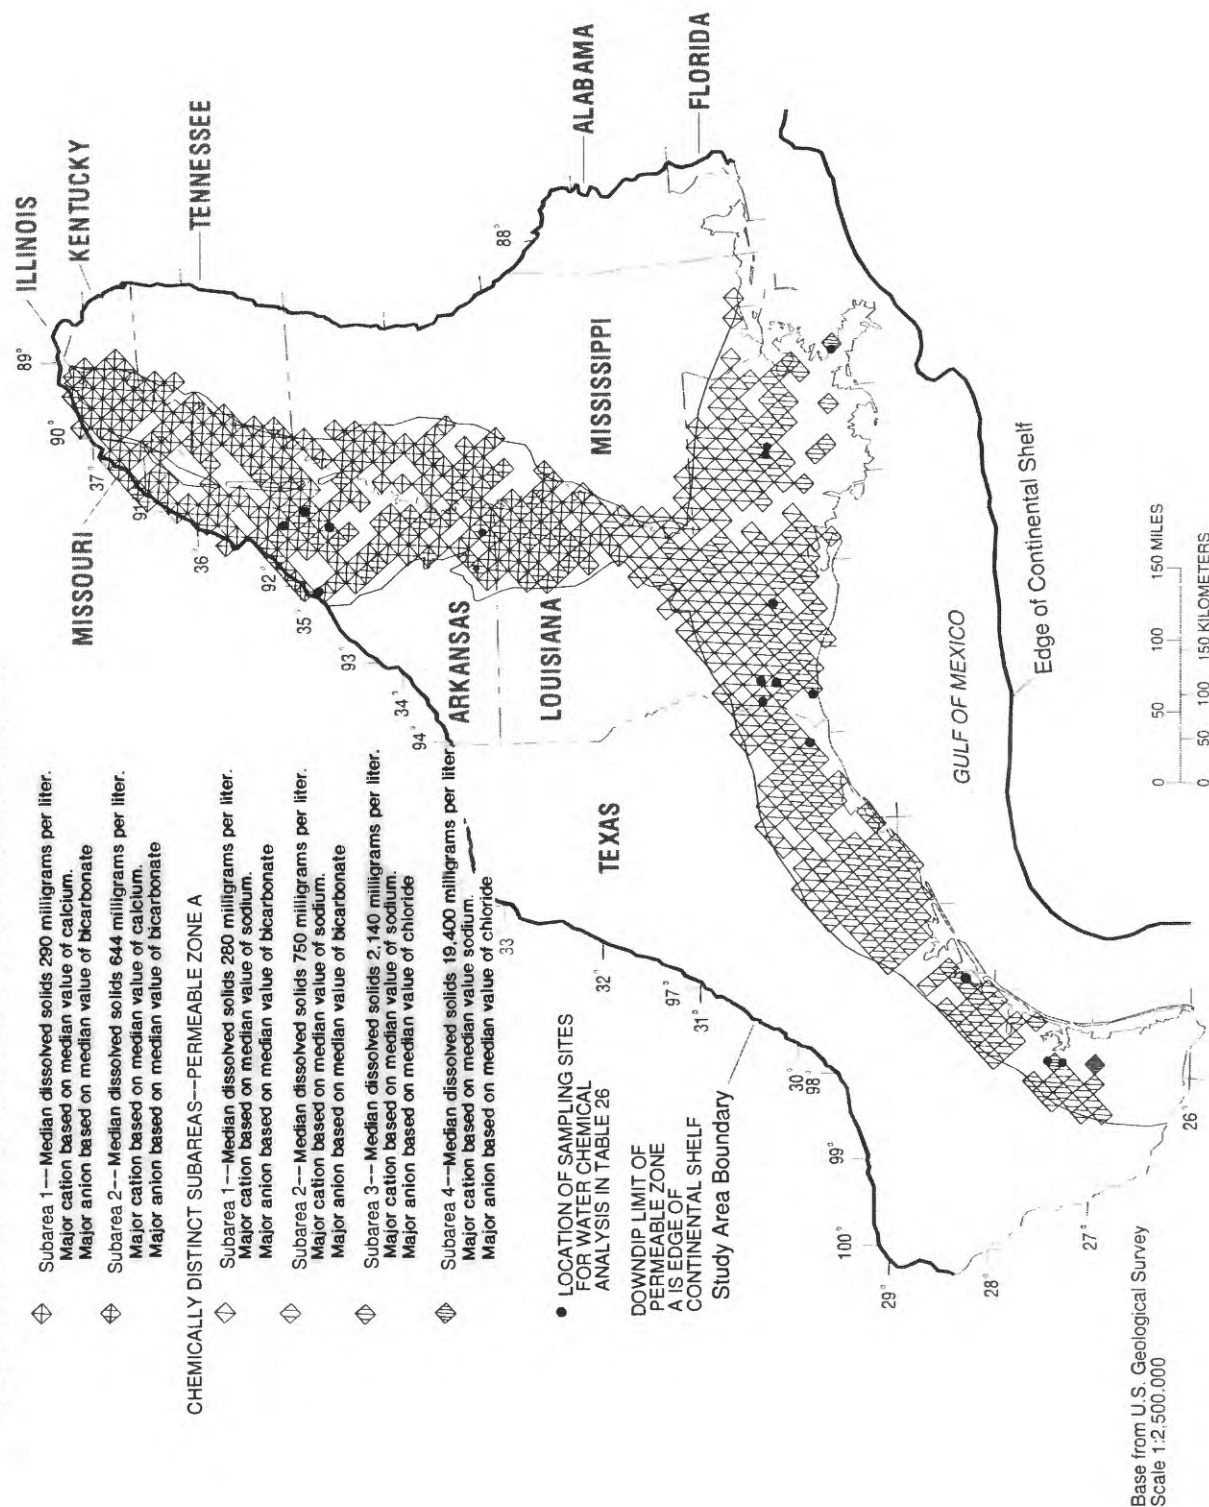 Subarea 1---Median dissolved solids 290 milligrams per liter.
Major cation based on median value of calcium.
Major anion based on median value of bicarbonate
Subarea 2-- Median dissolved solids 644 milligrams per liter.
Major cation based on median value of calcium.
Major anion based on median value of bicarbonate
CHEMICALLY DISTINCT SUBAREAS--PERMEABLE ZONE A
Subarea 1---Median dissolved solids 280 milligrams per liter.
Major cation based on median value of sodium.
Major anion based on median value of bicarbonate
Subarea 2---Median dissolved solids 750 milligrams per liter.
Major cation based on median value of sodium.
Major anion based on median value of bicarbonate
Subarea 3---Median dissolved solids 2,140 milligrams per liter.
Major cation based on median value of sodium.
Major anion based on median value of chloride
Subarea 4---Median dissolved solids 19,400 milligrams per liter
Major cation based on median value sodium.
Major anion based on median value of chloride
LOCATION OF SAMPLING SITES
FOR WATER CHEMICAL
ANALYSIS IN TABLE 26
DOWNDIP LIMIT OF
PERMEABLE ZONE
A IS EDGE OF
CONTINENTAL SHELF
Study Area Boundary
ILLINOIS
KENTUCKY
TENNESSEE
ALABAMA
FLORIDA
MISSOURI
ARKANSAS
LOUISIANA
MISSISSIPPI
TEXAS
89°
90°
37°
91
36°
92°
35°
93°
34°
94°
88°
33
32°
97°
31°
30°
98°
99°
100°
29°
28°
27°
26°
GULF OF MEXICO
Edge of Continental Shelf
0 50 100 150 MILES
0 50 100 150 KILOMETERS
Base from U.S. Geological Survey
Scale 1:2,500,000